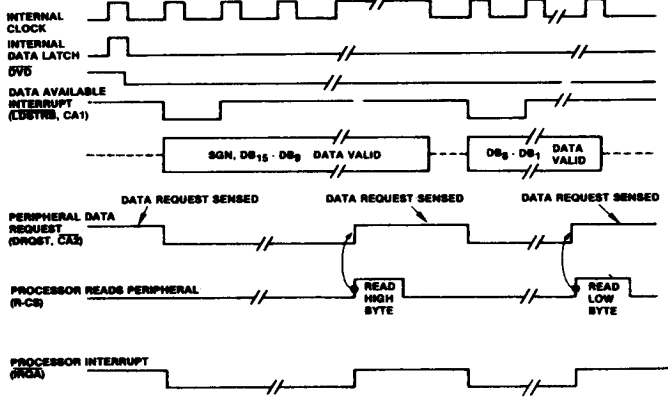 INTERNAL
CLOCK
INTERNAL
DATA LATCH
DVD
DATA AVAILABLE
INTERRUPT
(LDSTRB, CA1)
SGN, DB15 - DB9 DATA VALID
DB8 - DB1 DATA
VALID
DATA REQUEST SENSED
DATA REQUEST SENSED
DATA REQUEST SENSED
PERIPHERAL DATA
REQUEST
(DRQST, CA2)
PROCESSOR READS PERIPHERAL
(R-CS)
READ
HIGH
BYTE
READ
LOW
BYTE
PROCESSOR INTERRUPT
(IRQA)